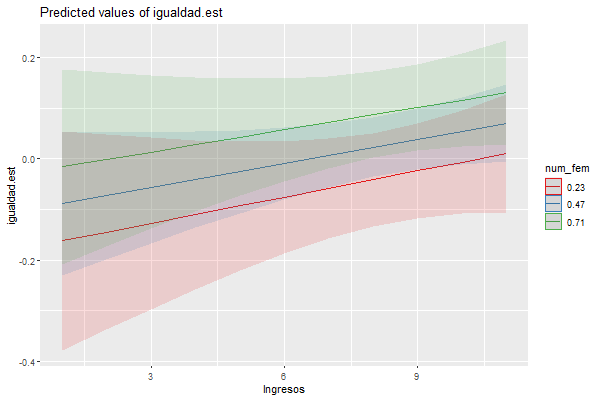 Predicted values of igualdad.est
0.2
0.0
-0.2
-0.4
igualdad.est
3
6
9
Ingresos
num_fem
0.23
0.47
0.71